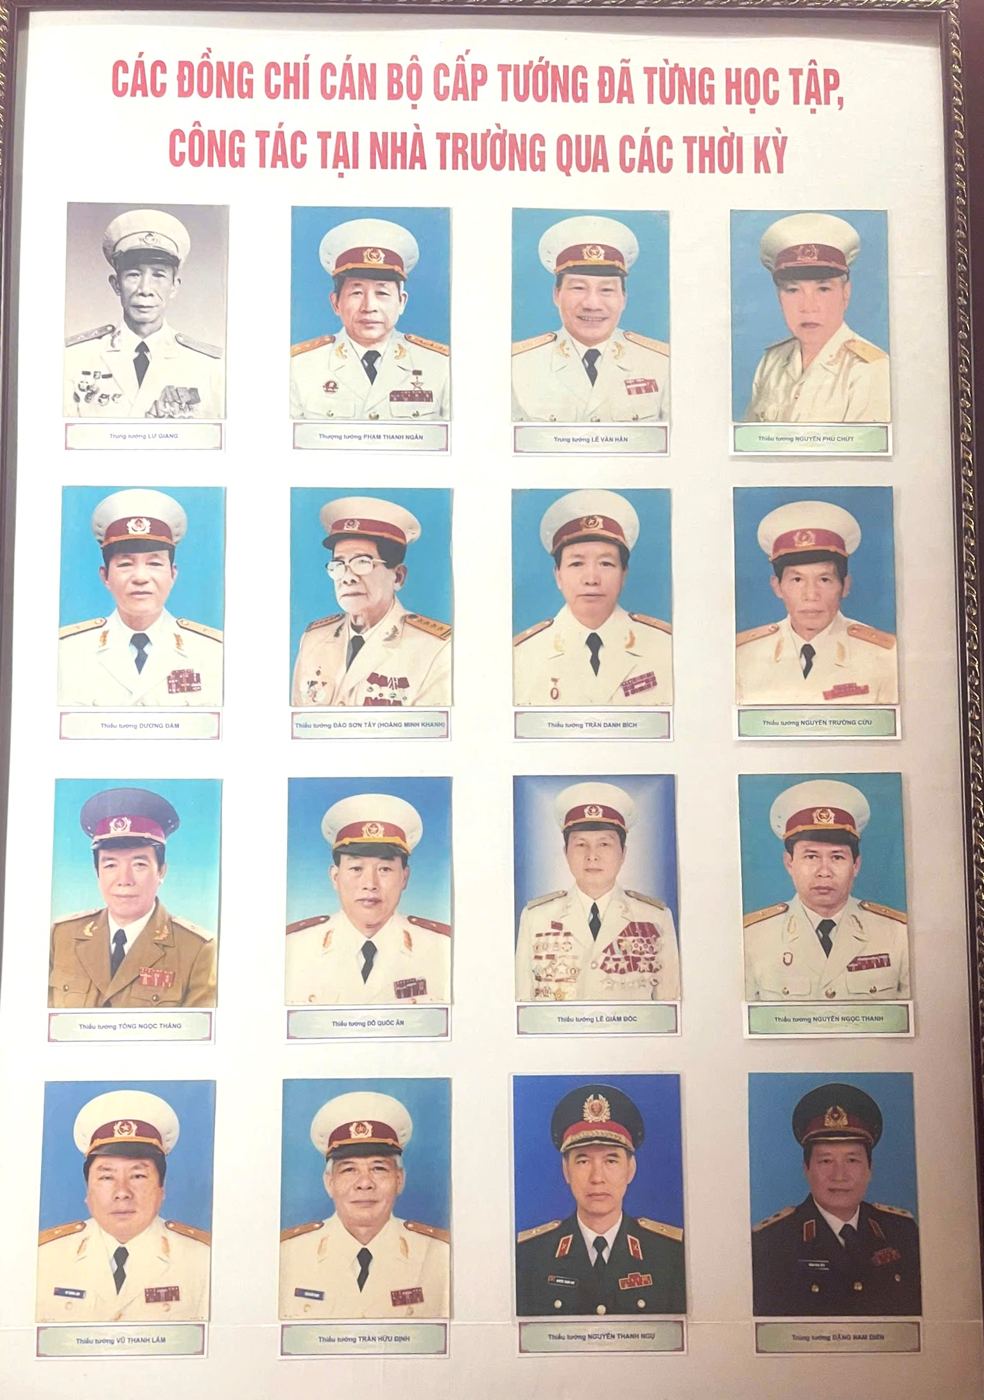 CÁC ĐỒNG CHÍ CÁN BỘ CẤP TƯỚNG ĐÃ TỪNG HỌC TẬP,
CÔNG TÁC TẠI NHÀ TRƯỜNG QUA CÁC THỜI KỲ
Trung tướng LƯ GIANG
Thượng tướng PHẠM THANH NGÂN
Trung tướng LÊ VĂN HÂN
Thiếu tướng NGUYỄN PHÚ CHÚT
Thiếu tướng DƯƠNG ĐÀM
Thiếu tướng ĐÀO SƠN TÂY (HOÀNG MINH KHANH)
Thiếu tướng TRẦN DANH BÍCH
Thiếu tướng NGUYỄN TRƯỜNG CỬU
Thiếu tướng TỐNG NGỌC THẮNG
Thiếu tướng ĐỖ QUỐC ÂN
Thiếu tướng LÊ GIÁM ĐỐC
Thiếu tướng NGUYỄN NGỌC THANH
Thiếu tướng VŨ THANH LÂM
Thiếu tướng TRẦN HỮU ĐỊNH
Thiếu tướng NGUYỄN THANH NGỤ
Trung tướng ĐẶNG NAM ĐIỀN